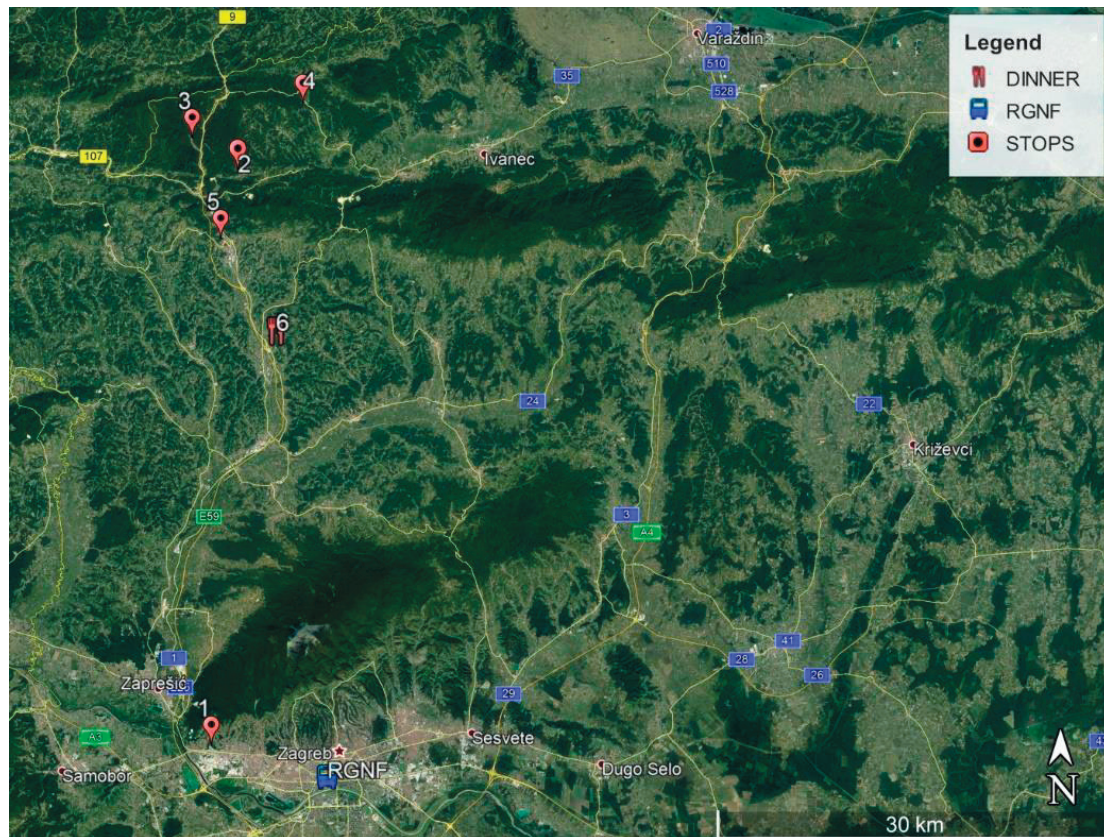 9
2
Varaždin
Legend
DINNER
RGNF
STOPS
35
510
528
4
3
2
107
Ivanec
5
6
24
22
Križevci
E59
3
A4
1
41
28
26
Zaprešić
29
1
A3
Zagreb
Sesvete
Samobor
RGNF
Dugo Selo
N
30 km